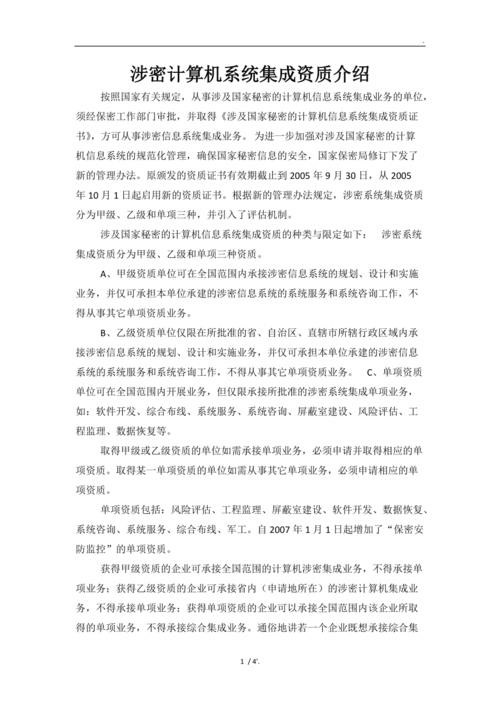 涉密计算机系统集成资质介绍
按照国家有关规定，从事涉及国家秘密的计算机信息系统集成业务的单位，
须经保密工作部门审批，并取得《涉及国家秘密的计算机信息系统集成资质证
书》，方可从事涉密信息系统集成业务。 为进一步加强对涉及国家秘密的计算
机信息系统的规范化管理，确保国家秘密信息的安全，国家保密局修订下发了
新的管理办法。原颁发的资质证书有效期截止到 2005 年 9 月 30 日，从 2005
年 10 月 1 日起启用新的资质证书。根据新的管理办法规定，涉密系统集成资质
分为甲级、乙级和单项三种，并引入了评估机制。
涉及国家秘密的计算机信息系统集成资质的种类与限定如下： 涉密系统
集成资质分为甲级、乙级和单项三种资质。
A、甲级资质单位可在全国范围内承接涉密信息系统的规划、设计和实施
业务，并仅可承担本单位承建的涉密信息系统的系统服务和系统咨询工作，不
得从事其它单项资质业务。
B、乙级资质单位仅限在所批准的省、自治区、直辖市所辖行政区域内承
接涉密信息系统的规划、设计和实施业务，并仅可承担本单位承建的涉密信息
系统的系统服务和系统咨询工作，不得从事其它单项资质业务。 C、单项资质
单位可在全国范围内开展业务，但仅限承接所批准的涉密系统集成单项业务，
如：软件开发、综合布线、系统服务、系统咨询、屏蔽室建设、风险评估、工
程监理、数据恢复等。
取得甲级或乙级资质的单位如需承接单项业务，必须申请并取得相应的单
项资质。取得某一单项资质的单位如需从事其它单项业务，必须申请相应的单
项资质。
单项资质包括：风险评估、工程监理、屏蔽室建设、软件开发、数据恢复、
系统咨询、系统服务、综合布线、军工。自 2007 年 1 月 1 日起增加了“保密安
防监控”的单项资质。
获得甲级资质的企业可承接全国范围的计算机涉密集成业务，不得承接单
项业务；获得乙级资质的企业可承接省内（申请地所在）的涉密计算机集成业
务，不得承接单项业务；获得单项资质的企业可以承接全国范围内该企业所取
得的单项业务，不得承接综合集成业务。通俗地讲若一个企业既想承接综合集
1 / 4'.